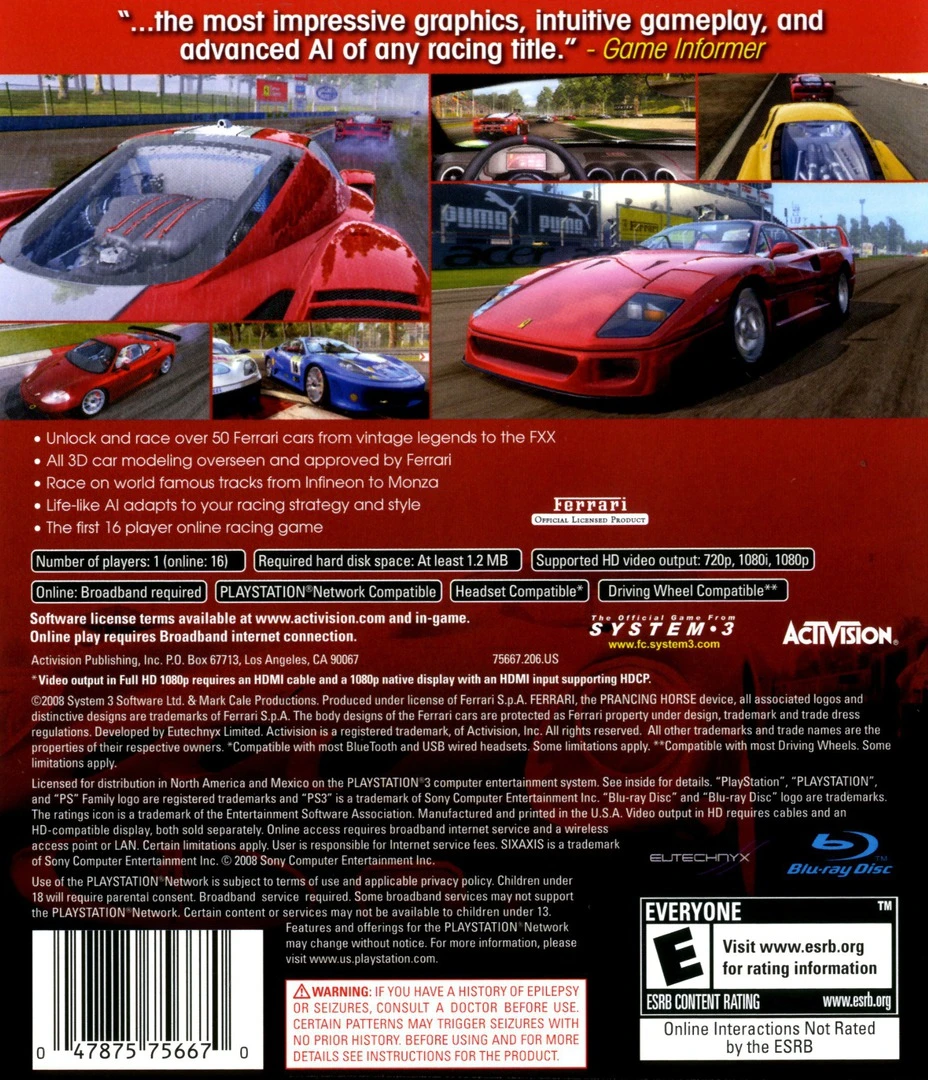 “...the most impressive graphics, intuitive gameplay, and
advanced AI of any racing title.” - Game Informer
PUMA
PUMA
Ferrari
acer
• Unlock and race over 50 Ferrari cars from vintage legends to the FXX
• All 3D car modeling overseen and approved by Ferrari
• Race on world famous tracks from Infineon to Monza
• Life-like AI adapts to your racing strategy and style
• The first 16 player online racing game
Ferrari
OFFICIAL LICENSED PRODUCT
Number of players: 1 (online: 16)
Required hard disk space: At least 1.2 MB
Supported HD video output: 720p, 1080i, 1080p
Online: Broadband required
PLAYSTATION®Network Compatible
Headset Compatible*
Driving Wheel Compatible**
Software license terms available at www.activision.com and in-game.
Online play requires Broadband internet connection.
The Official Game From
SYSTEM•3
www.fc.system3.com
ACTIVISION®
Activision Publishing, Inc. P.O. Box 67713, Los Angeles, CA 90067
75667.206.US
*Video output in Full HD 1080p requires an HDMI cable and a 1080p native display with an HDMI input supporting HDCP.
©2008 System 3 Software Ltd. & Mark Cale Productions. Produced under license of Ferrari S.p.A. FERRARI, the PRANCING HORSE device, all associated logos and
distinctive designs are trademarks of Ferrari S.p.A. The body designs of the Ferrari cars are protected as Ferrari property under design, trademark and trade dress
regulations. Developed by Eutechnyx Limited. Activision is a registered trademark, of Activision, Inc. All rights reserved. All other trademarks and trade names are the
properties of their respective owners. *Compatible with most BlueTooth and USB wired headsets. Some limitations apply. **Compatible with most Driving Wheels. Some
limitations apply.
Licensed for distribution in North America and Mexico on the PLAYSTATION®3 computer entertainment system. See inside for details. “PlayStation”, “PLAYSTATION”,
and “PS” Family logo are registered trademarks and “PS3” is a trademark of Sony Computer Entertainment Inc. “Blu-ray Disc” and “Blu-ray Disc” logo are trademarks.
The ratings icon is a trademark of the Entertainment Software Association. Manufactured and printed in the U.S.A. Video output in HD requires cables and an
HD-compatible display, both sold separately. Online access requires broadband internet service and a wireless
access point or LAN. Certain limitations apply. User is responsible for Internet service fees. SIXAXIS is a trademark
of Sony Computer Entertainment Inc. © 2008 Sony Computer Entertainment Inc.
EUTECHNYX
Blu-ray Disc™
Use of the PLAYSTATION®Network is subject to terms of use and applicable privacy policy. Children under
18 will require parental consent. Broadband service required. Some broadband services may not support
the PLAYSTATION®Network. Certain content or services may not be available to children under 13.
Features and offerings for the PLAYSTATION®Network
may change without notice. For more information, please
visit www.us.playstation.com.
EVERYONE ™
E
Visit www.esrb.org
for rating information
ESRB CONTENT RATING www.esrb.org
Online Interactions Not Rated
by the ESRB
⚠WARNING: IF YOU HAVE A HISTORY OF EPILEPSY
OR SEIZURES, CONSULT A DOCTOR BEFORE USE.
CERTAIN PATTERNS MAY TRIGGER SEIZURES WITH
NO PRIOR HISTORY. BEFORE USING AND FOR MORE
DETAILS SEE INSTRUCTIONS FOR THE PRODUCT.
0 47875 75667 0